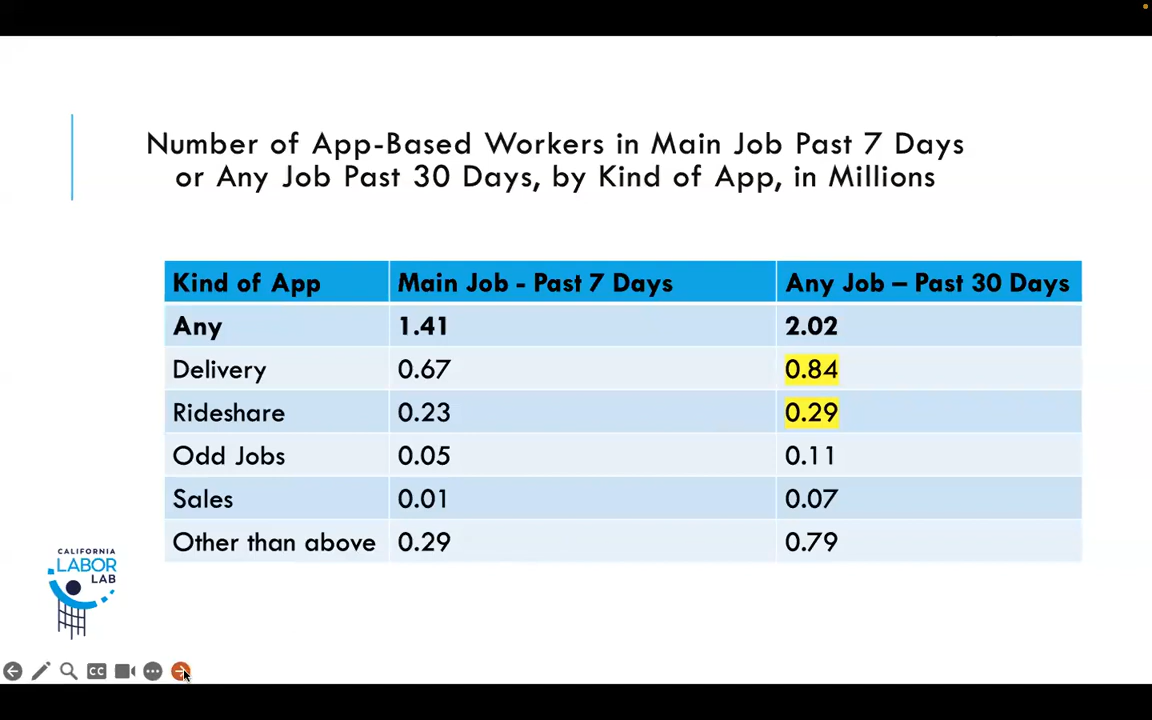 Number of App-Based Workers in Main Job Past 7 Days
or Any Job Past 30 Days, by Kind of App, in Millions
Kind of App Main Job - Past 7 Days Any Job – Past 30 Days
Any 1.41 2.02
Delivery 0.67 0.84
Rideshare 0.23 0.29
Odd Jobs 0.05 0.11
Sales 0.01 0.07
Other than above 0.29 0.79
CALIFORNIA
LABOR
LAB
CC